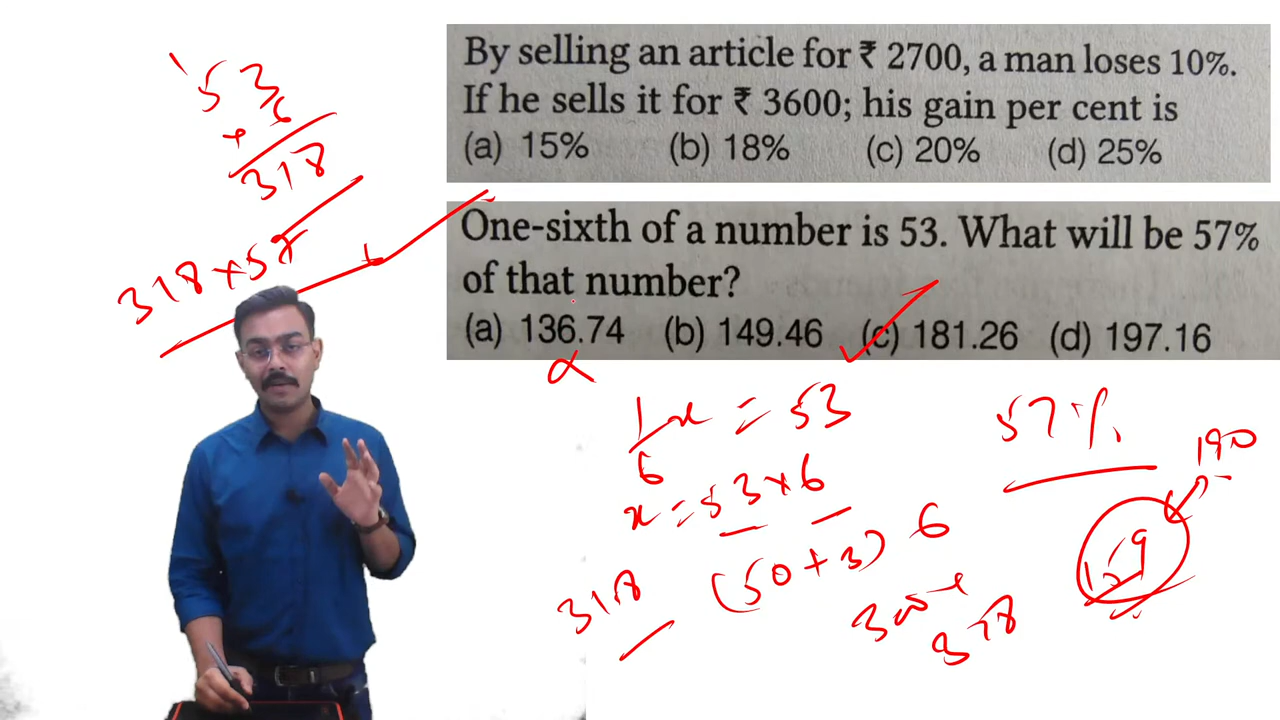 By selling an article for ₹ 2700, a man loses 10%.
If he sells it for ₹ 3600; his gain per cent is
(a) 15% (b) 18% (c) 20% (d) 25%
One-sixth of a number is 53. What will be 57%
of that number?
(a) 136.74 (b) 149.46 (c) 181.26 (d) 197.16
1
53
× 6
318
318×57
1/6 x = 53
57%
x = 53×6
190
(50+3) 6
159
318
300+
318